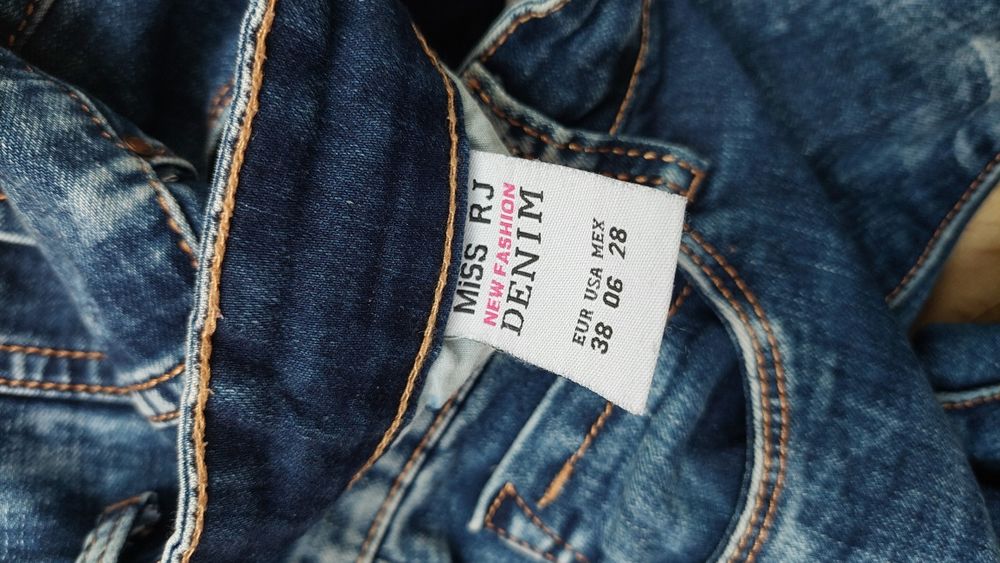 MiSS RJ
NEW FASHION
DENIM
EUR USA MEX
38 06 28